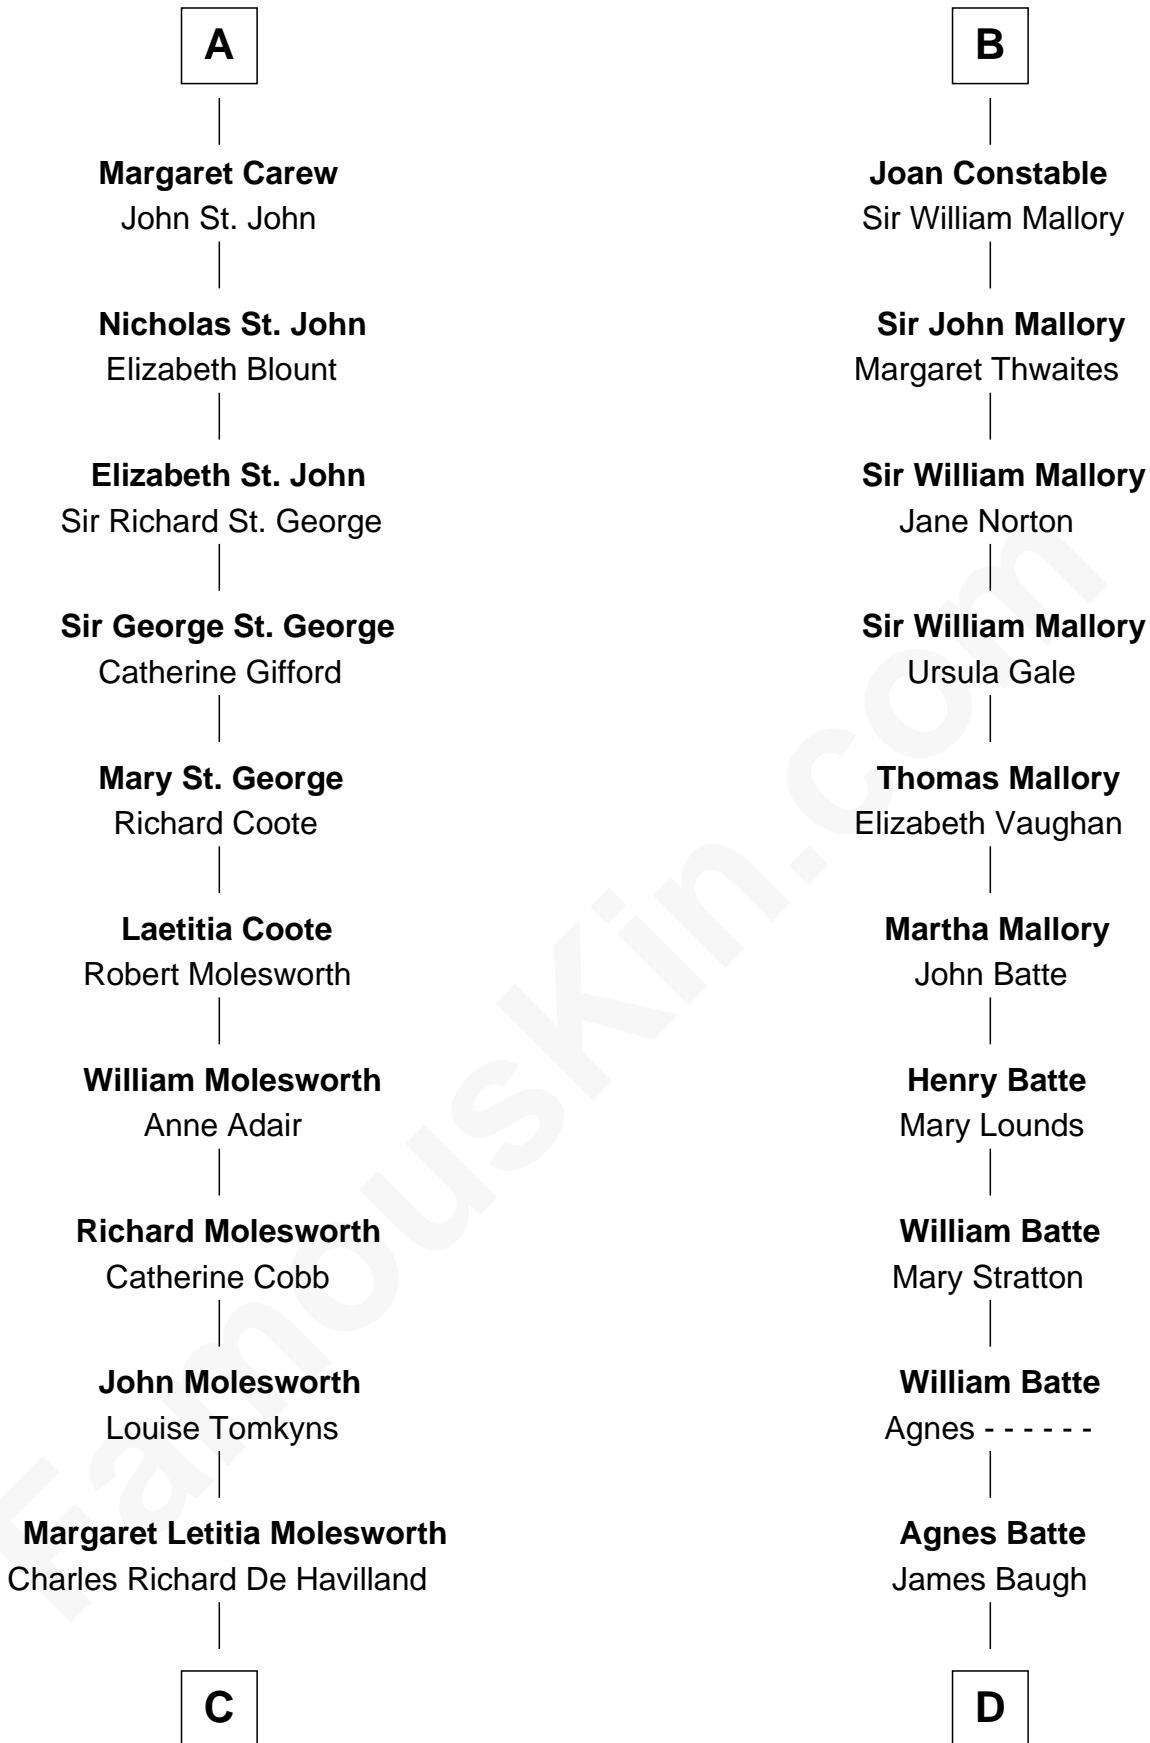 A
Margaret Carew
John St. John
Nicholas St. John
Elizabeth Blount
Elizabeth St. John
Sir Richard St. George
Sir George St. George
Catherine Gifford
Mary St. George
Richard Coote
Laetitia Coote
Robert Molesworth
William Molesworth
Anne Adair
Richard Molesworth
Catherine Cobb
John Molesworth
Louise Tomkyns
Margaret Letitia Molesworth
Charles Richard De Havilland
C
B
Joan Constable
Sir William Mallory
Sir John Mallory
Margaret Thwaites
Sir William Mallory
Jane Norton
Sir William Mallory
Ursula Gale
Thomas Mallory
Elizabeth Vaughan
Martha Mallory
John Batte
Henry Batte
Mary Lounds
William Batte
Mary Stratton
William Batte
Agnes - - - - - -
Agnes Batte
James Baugh
D
FamousKin.com